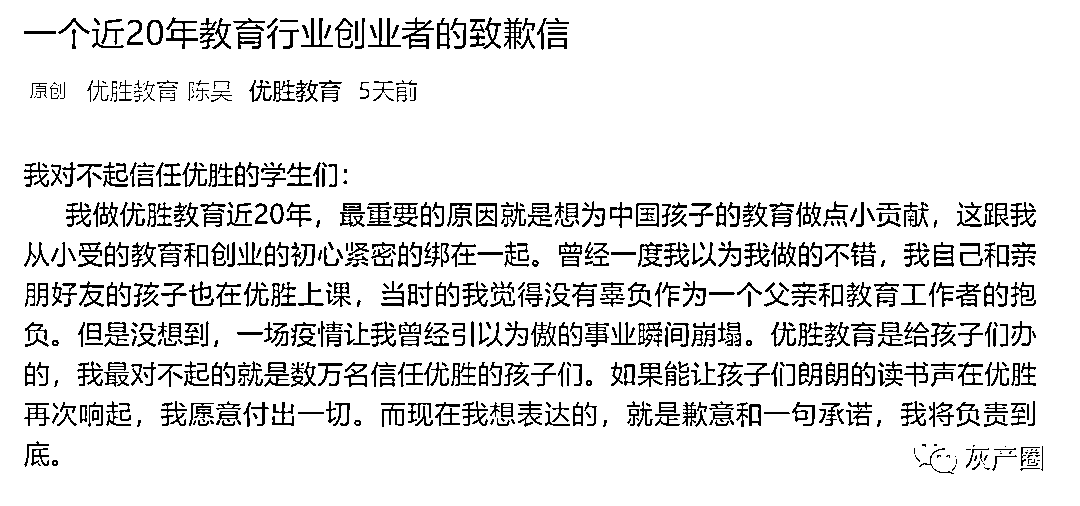 一个近20年教育行业创业者的致歉信
原创 优胜教育 陈昊 优胜教育 5天前
我对不起信任优胜的学生们：
我做优胜教育近20年，最重要的原因就是想为中国孩子的教育做点小贡献，这跟我
从小受的教育和创业的初心紧密的绑在一起。曾经一度我以为我做的不错，我自己和亲
朋好友的孩子也在优胜上课，当时的我觉得没有辜负作为一个父亲和教育工作者的抱
负。但是没想到，一场疫情让我曾经引以为傲的事业瞬间崩塌。优胜教育是给孩子们办
的，我最对不起的就是数万名信任优胜的孩子们。如果能让孩子们朗朗的读书声在优胜
再次响起，我愿意付出一切。而现在我想表达的，就是歉意和一句承诺，我将负责到
底。
灰产圈